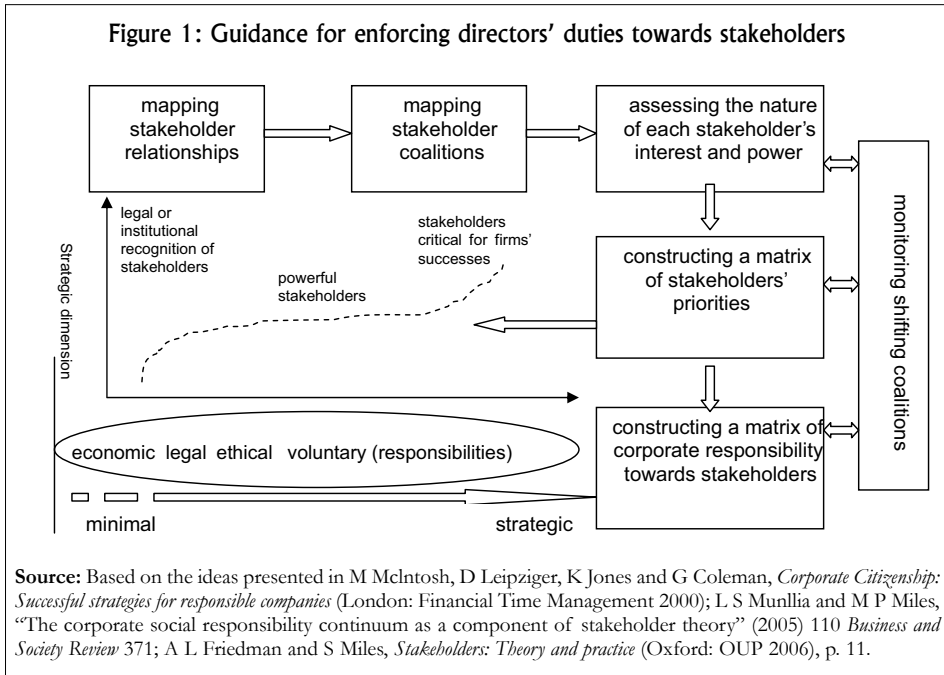 Figure 1: Guidance for enforcing directors' duties towards stakeholders
mapping
stakeholder
relationships
mapping
stakeholder
coalitions
assessing the nature
of each stakeholder's
interest and power
monitoring shifting coalitions
legal or
institutional
recognition of
stakeholders
stakeholders
critical for firms'
successes
powerful
stakeholders
constructing a matrix
of stakeholders'
priorities
Strategic dimension
constructing a matrix of
corporate responsibility
towards stakeholders
economic legal ethical voluntary (responsibilities)
minimal
strategic
Source: Based on the ideas presented in M McIntosh, D Leipziger, K Jones and G Coleman, Corporate Citizenship:
Successful strategies for responsible companies (London: Financial Time Management 2000); L S Munllia and M P Miles,
“The corporate social responsibility continuum as a component of stakeholder theory” (2005) 110 Business and
Society Review 371; A L Friedman and S Miles, Stakeholders: Theory and practice (Oxford: OUP 2006), p. 11.